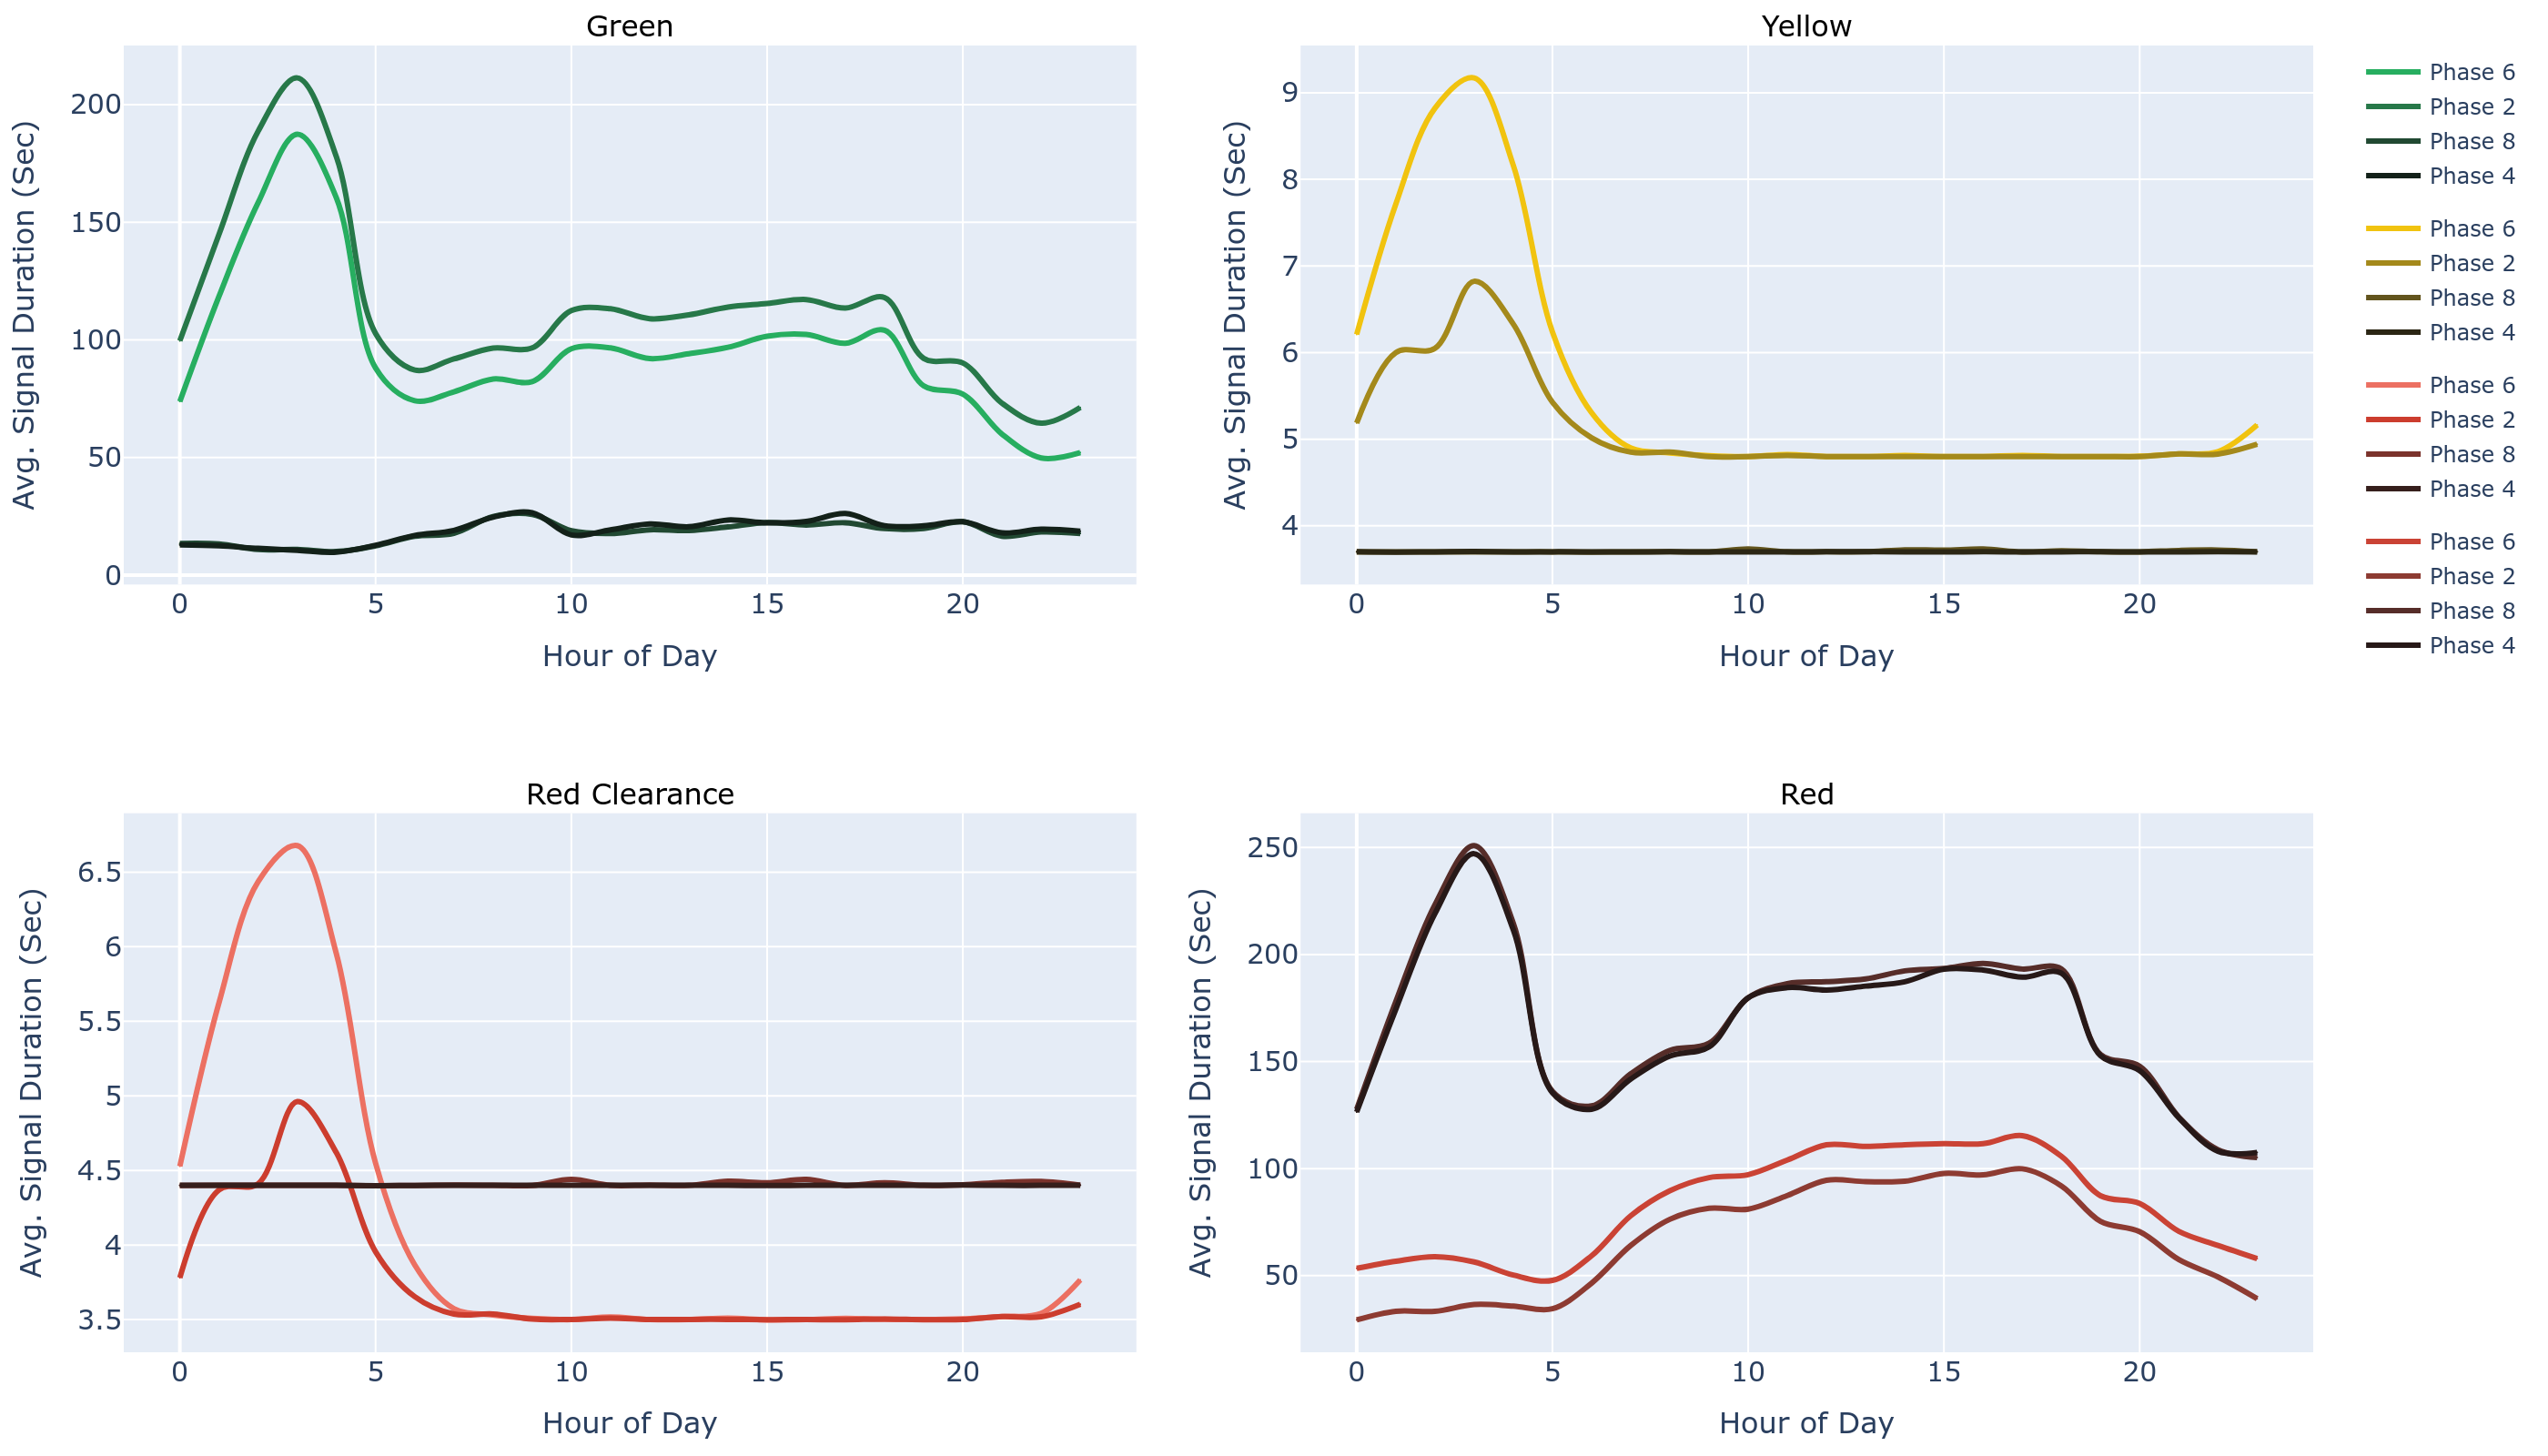 Green
Avg. Signal Duration (Sec)
200
150
100
50
0
0 5 10 15 20
Hour of Day
Yellow
Avg. Signal Duration (Sec)
9
8
7
6
5
4
0 5 10 15 20
Hour of Day
Phase 6
Phase 2
Phase 8
Phase 4
Phase 6
Phase 2
Phase 8
Phase 4
Phase 6
Phase 2
Phase 8
Phase 4
Phase 6
Phase 2
Phase 8
Phase 4
Red Clearance
Avg. Signal Duration (Sec)
6.5
6
5.5
5
4.5
4
3.5
0 5 10 15 20
Hour of Day
Red
Avg. Signal Duration (Sec)
250
200
150
100
50
0 5 10 15 20
Hour of Day